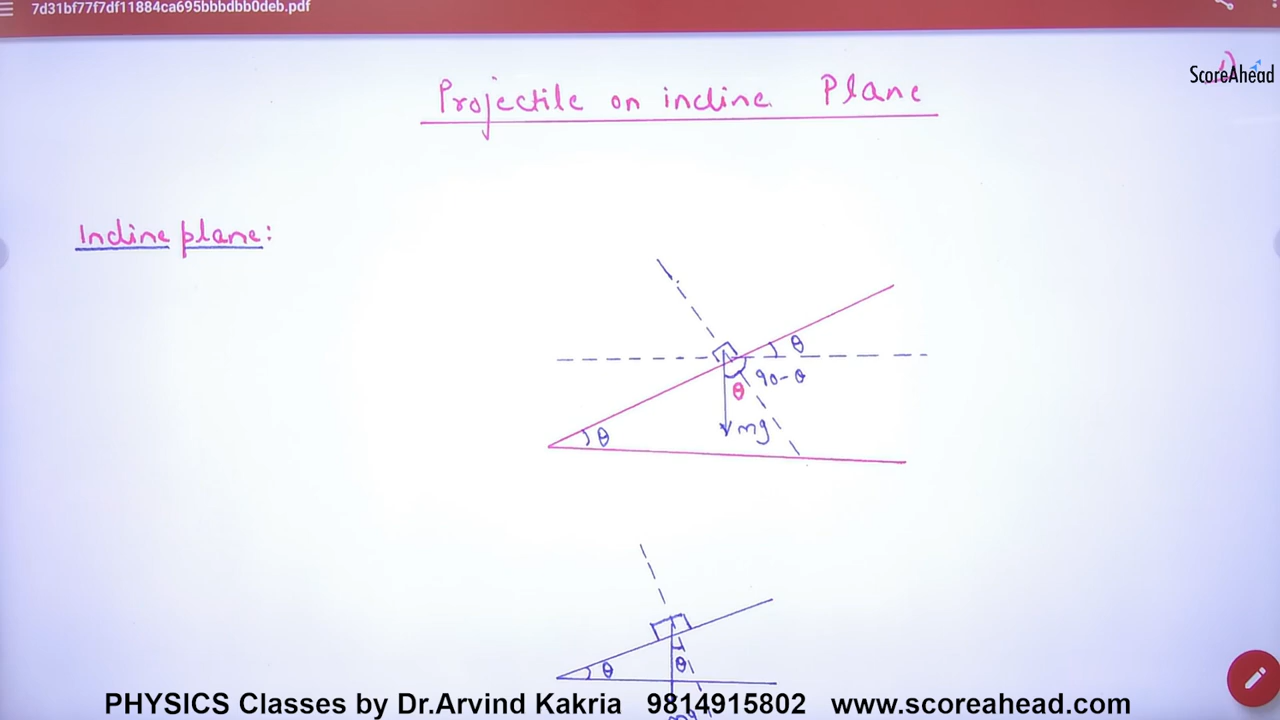 7d31bf77f7df11884ca695bbbdbb0deb.pdf
ScoreAhead
Projectile on incline Plane
Incline plane:
θ
90-θ
θ
mg
θ
θ
θ
mg
PHYSICS Classes by Dr.Arvind Kakria 9814915802 www.scoreahead.com